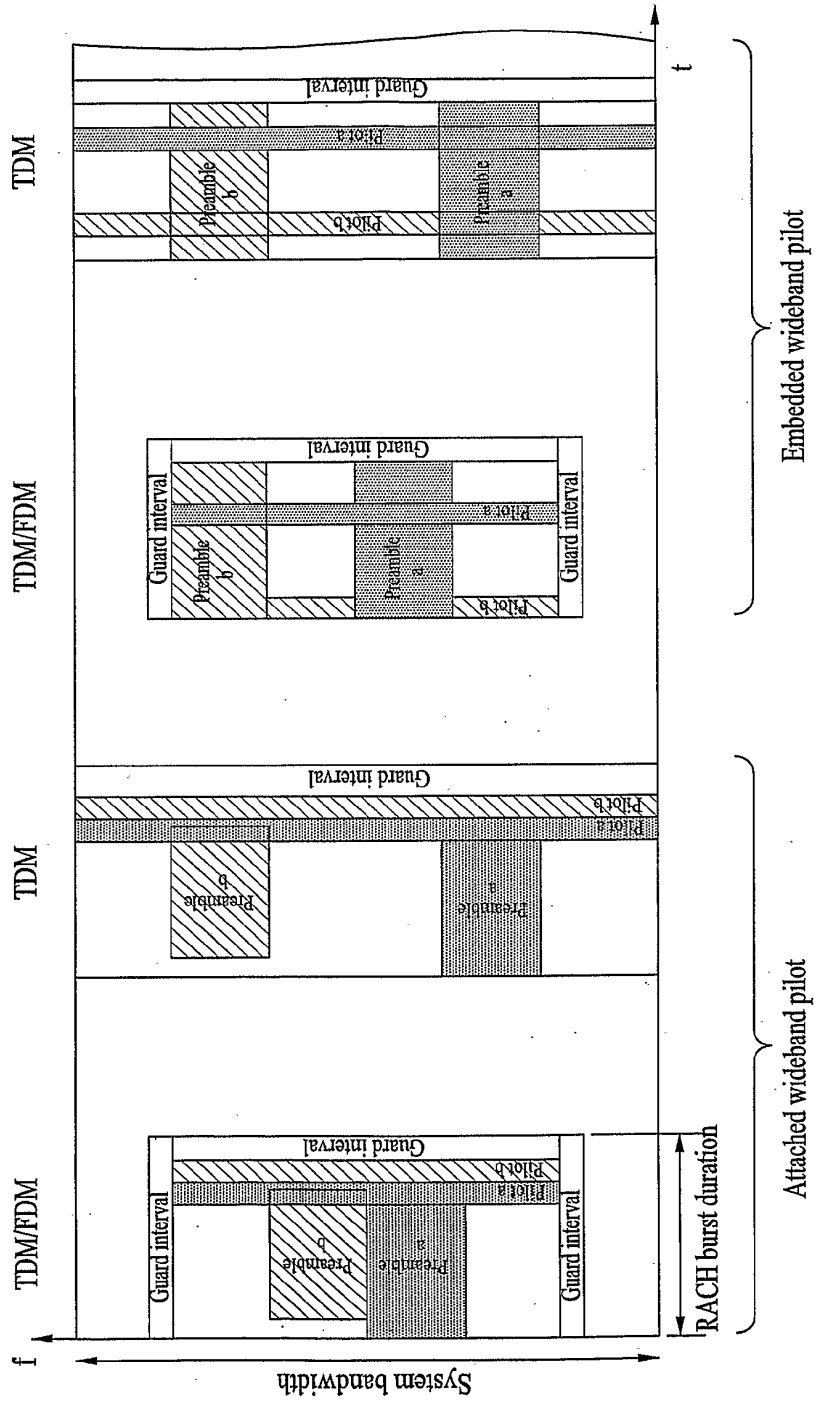 f
System bandwidth
TDM/FDM
Guard interval
Preamble
b
Preamble
a
Pilot a
Pilot b
Guard interval
Guard interval
RACH burst duration
TDM
Preamble
b
Preamble
a
Pilot a
Pilot b
Guard interval
Attached wideband pilot
TDM/FDM
Guard interval
Preamble
b
Preamble
a
Pilot b
Pilot a
Guard interval
Guard interval
TDM
Preamble
b
Preamble
a
Pilot b
Pilot a
Guard interval
t
Embedded wideband pilot